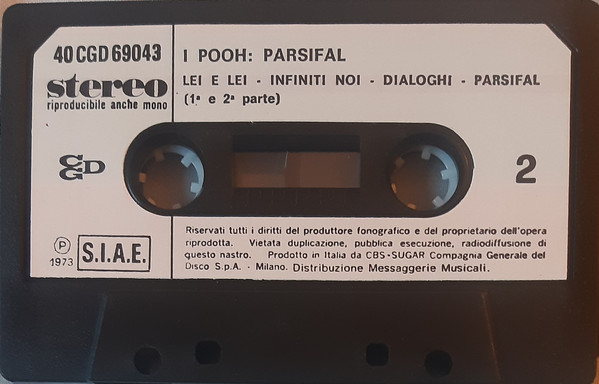 40 CGD 69043
stereo
riproducibile anche mono
I POOH: PARSIFAL
LEI E LEI - INFINITI NOI - DIALOGHI - PARSIFAL
(1ª e 2ª parte)
CGD
2
Riservati tutti i diritti del produttore fonografico e del proprietario dell'opera
riprodotta. Vietata duplicazione, pubblica esecuzione, radiodiffusione di
questo nastro. Prodotto in Italia da CBS-SUGAR Compagnia Generale del
Disco S.p.A. - Milano. Distribuzione Messaggerie Musicali.
P
1973
S.I.A.E.